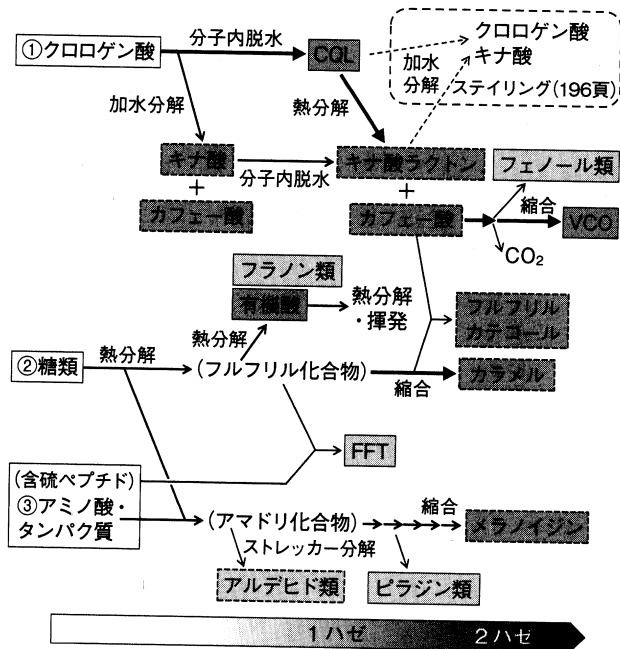 ①クロロゲン酸
分子内脱水
CQL
加水
分解
クロロゲン酸
キナ酸
ステイリング(196頁)
加水分解
熱分解
キナ酸
+
カフェー酸
分子内脱水
キナ酸ラクトン
+
カフェー酸
フェノール類
縮合
VCO
CO₂
フラノン類
有機酸
熱分解
・揮発
熱分解
フルフリル
カテコール
②糖類
熱分解
(フルフリル化合物)
縮合
カラメル
FFT
(含硫ペプチド)
③アミノ酸・
タンパク質
(アマドリ化合物)
縮合
メラノイジン
ストレッカー分解
アルデヒド類
ピラジン類
1ハゼ
2ハゼ